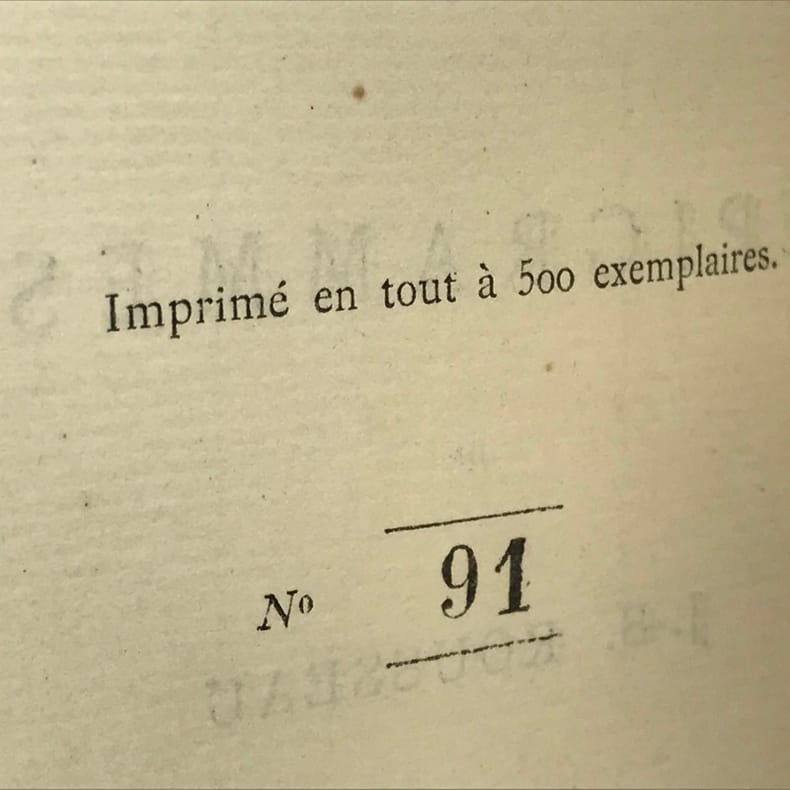 Imprimé en tout à 500 exemplaires.
Nº 91